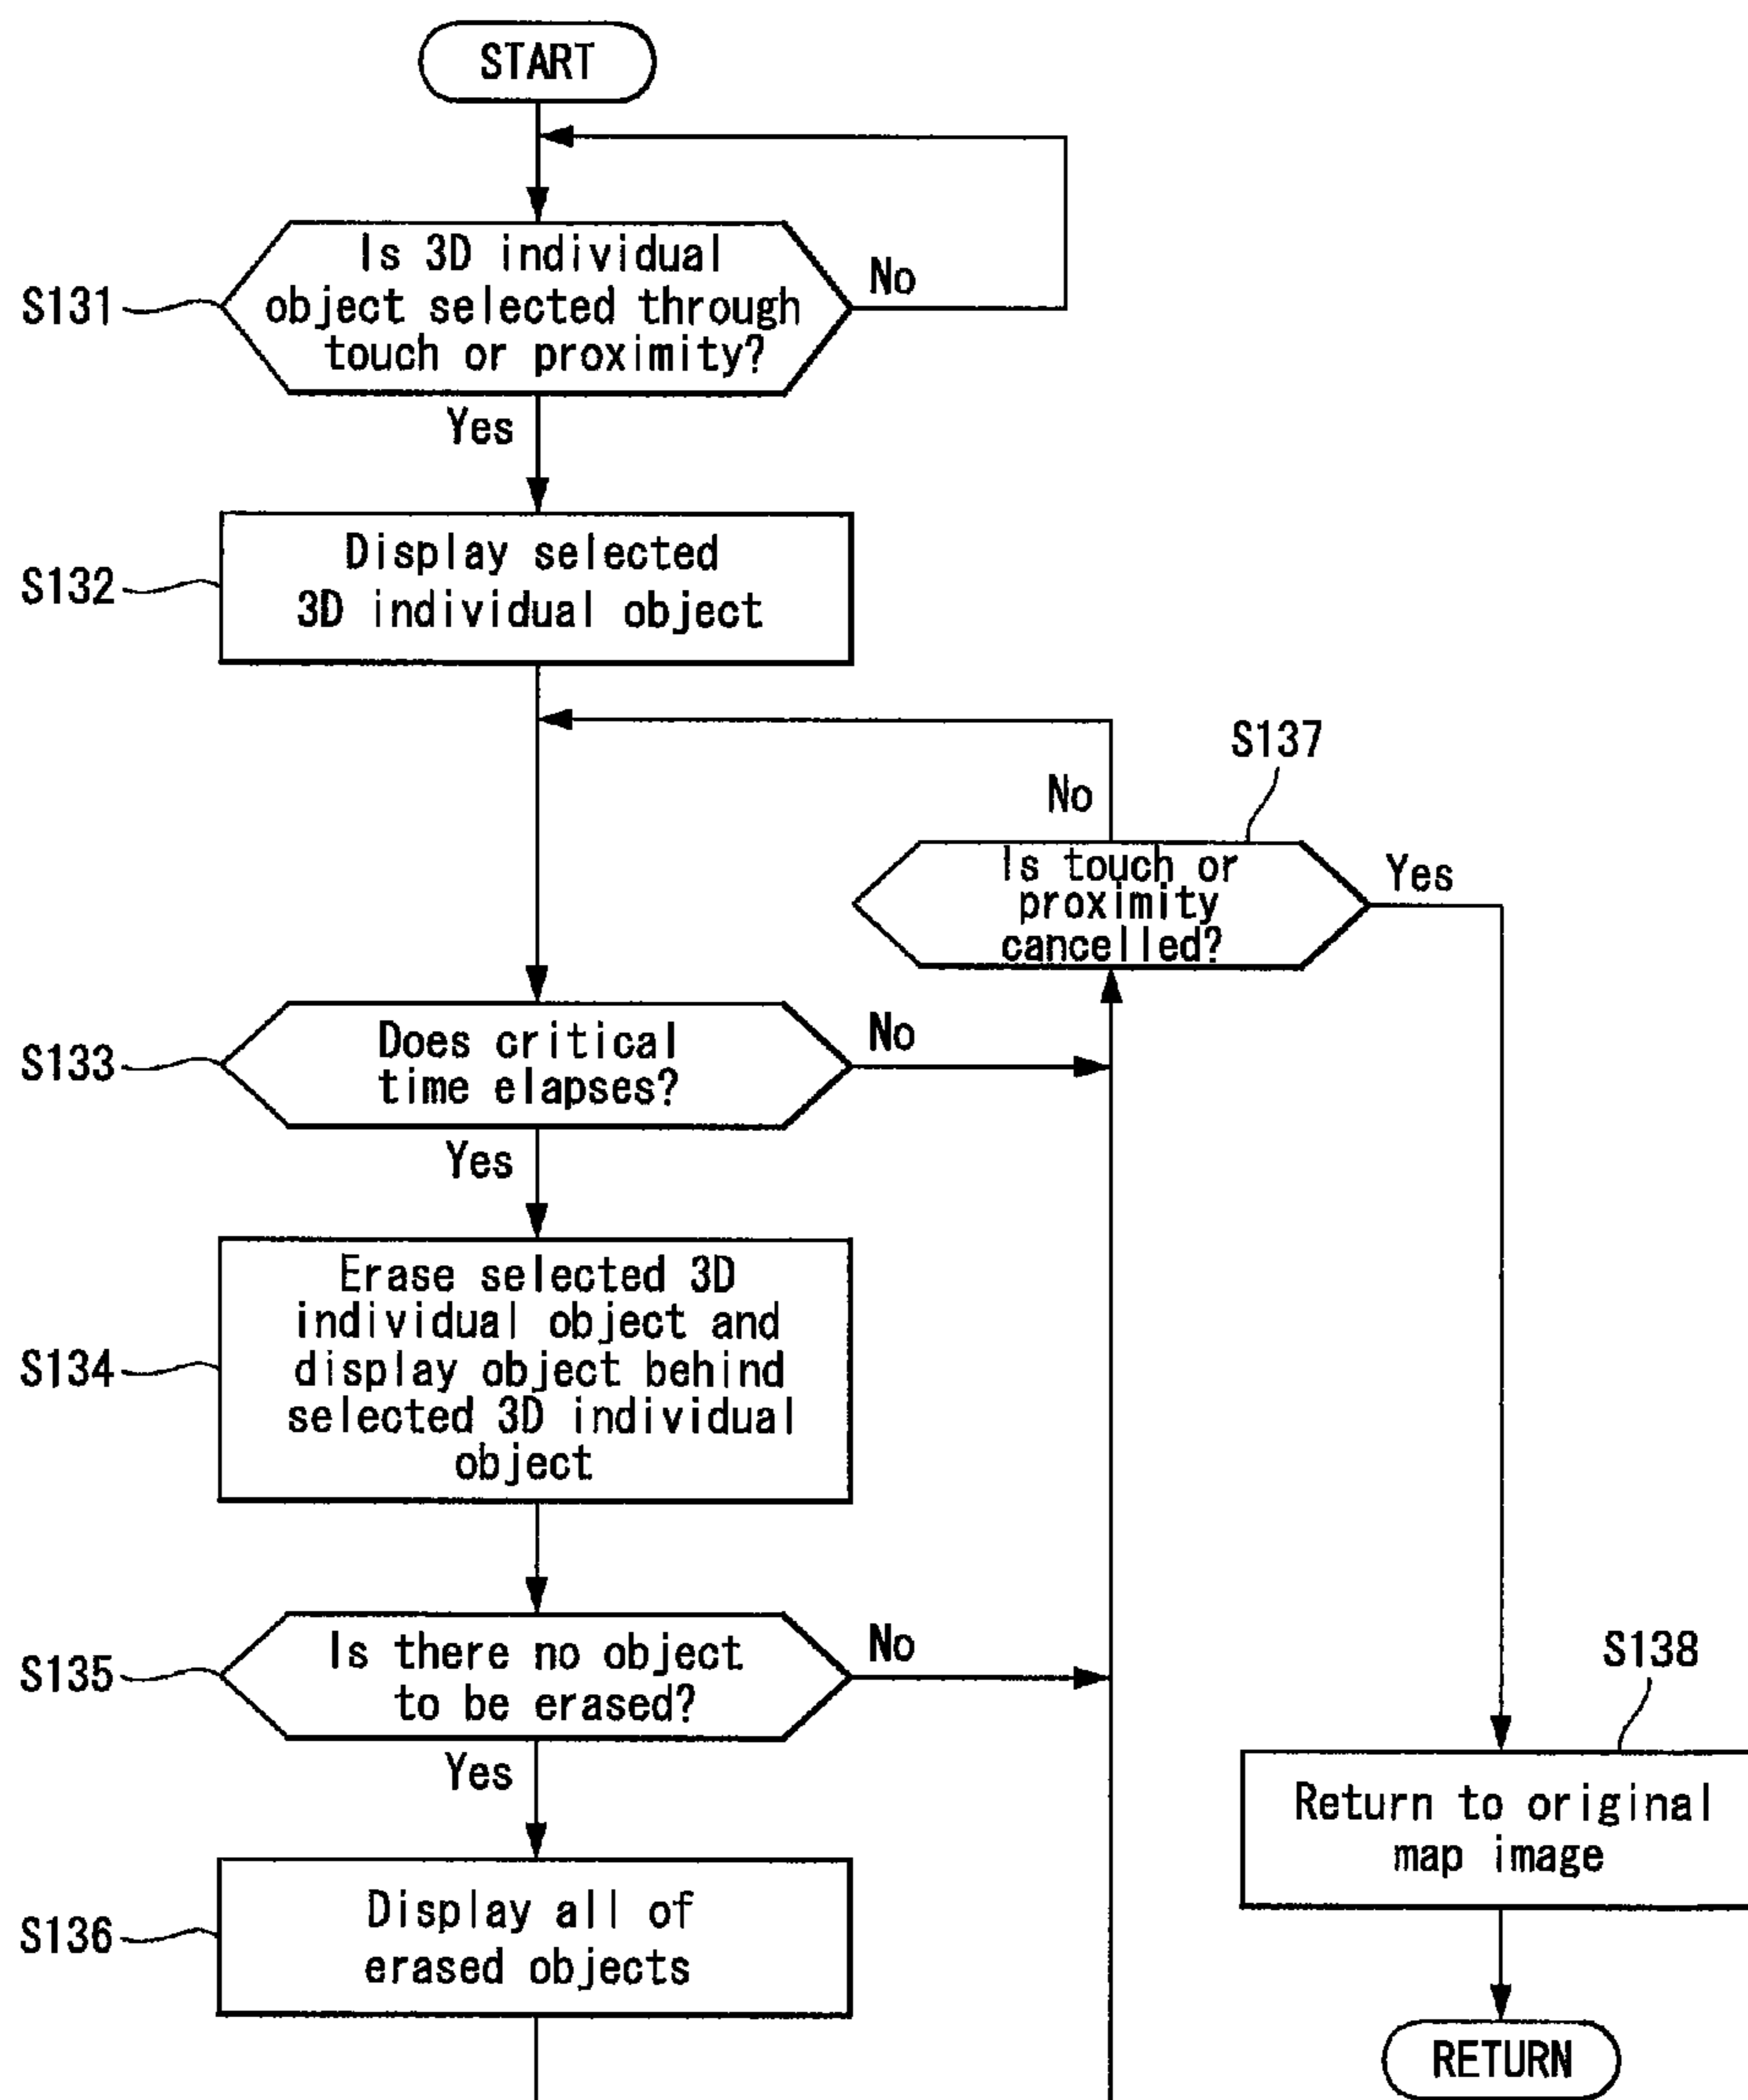 START
Is 3D individual
object selected through
touch or proximity?
No
S131
Yes
Display selected
3D individual object
S132
S137
No
Is touch or
proximity
cancelled?
Yes
Does critical
time elapses?
No
S133
Yes
Erase selected 3D
individual object and
display object behind
selected 3D individual
object
S134
Is there no object
to be erased?
No
S135
Yes
S138
Return to original
map image
Display all of
erased objects
S136
RETURN